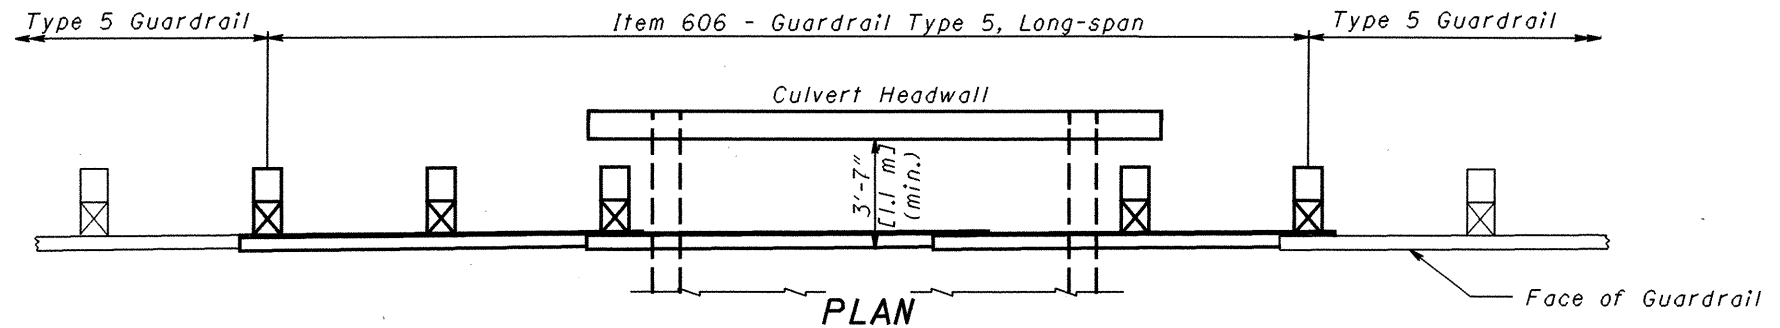 Type 5 Guardrail
Item 606 - Guardrail Type 5, Long-span
Type 5 Guardrail
Culvert Headwall
3'-7"
[1.1 m]
(min.)
Face of Guardrail
PLAN